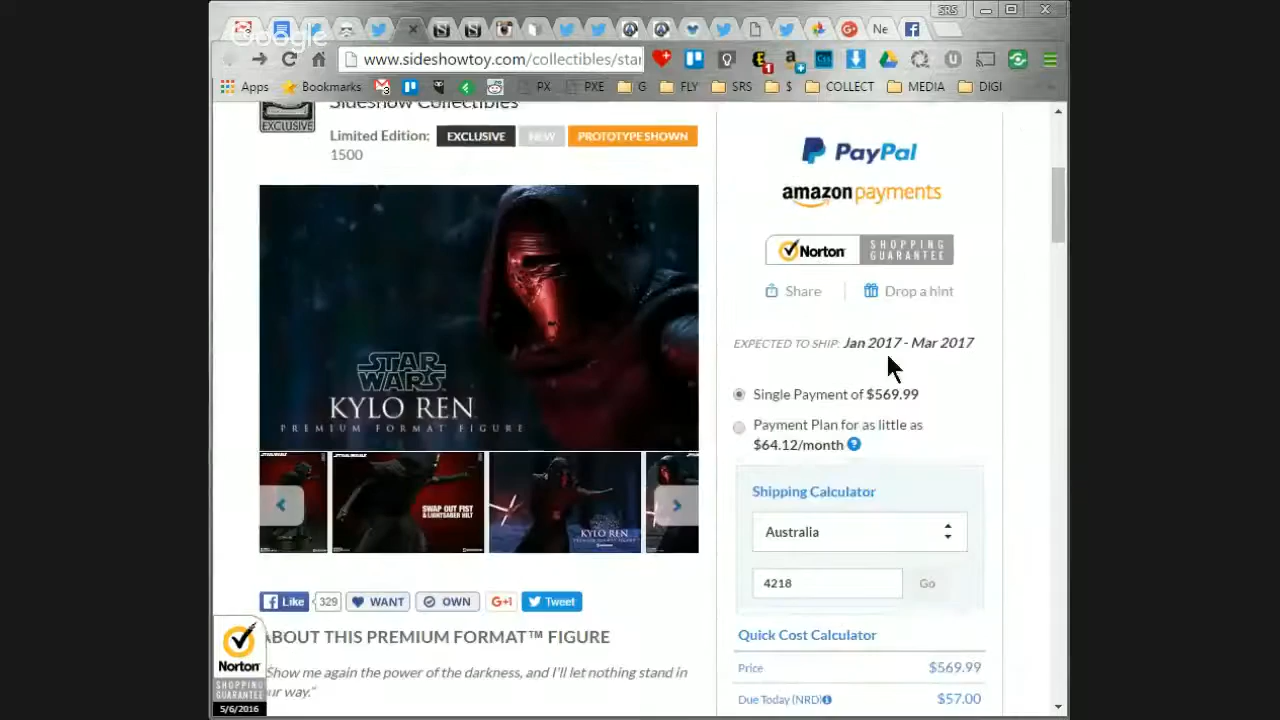 SRS
Google
Ne
www.sideshowtoy.com/collectibles/star
Apps
Bookmarks
PX
PXE
G
FLY
SRS
$
COLLECT
MEDIA
DIGI
Sideshow Collectibles
EXCLUSIVE
Limited Edition:
EXCLUSIVE
NEW
PROTOTYPE SHOWN
1500
STAR
WARS
KYLO REN
PREMIUM FORMAT FIGURE
SWAP OUT FIST
& LIGHTSABER HILT
KYLO REN
Like
329
WANT
OWN
G+1
Tweet
ABOUT THIS PREMIUM FORMAT™ FIGURE
Show me again the power of the darkness, and I'll let nothing stand in
our way."
PayPal
amazon payments
Norton
SHOPPING
GUARANTEE
Share
Drop a hint
EXPECTED TO SHIP: Jan 2017 - Mar 2017
Single Payment of $569.99
Payment Plan for as little as
$64.12/month
Shipping Calculator
Australia
4218
Go
Quick Cost Calculator
Price
$569.99
Due Today (NRD)
$57.00
Norton
SHOPPING
GUARANTEE
5/6/2016